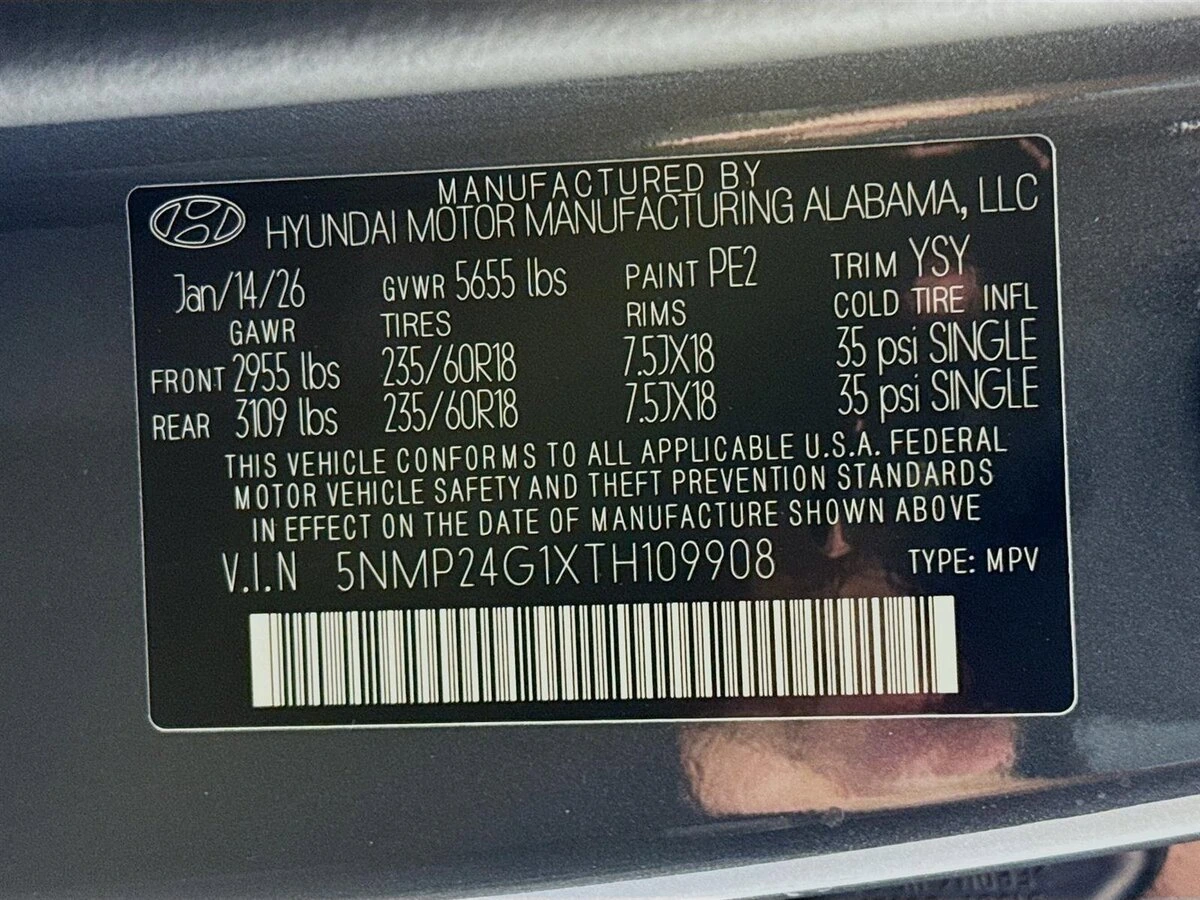 MANUFACTURED BY
HYUNDAI MOTOR MANUFACTURING ALABAMA, LLC
Jan/14/26 GVWR 5655 lbs PAINT PE2 TRIM YSY
GAWR TIRES RIMS COLD TIRE INFL
FRONT 2955 lbs 235/60R18 7.5JX18 35 psi SINGLE
REAR 3109 lbs 235/60R18 7.5JX18 35 psi SINGLE
THIS VEHICLE CONFORMS TO ALL APPLICABLE U.S.A. FEDERAL
MOTOR VEHICLE SAFETY AND THEFT PREVENTION STANDARDS
IN EFFECT ON THE DATE OF MANUFACTURE SHOWN ABOVE
V.I.N 5NMP24G1XTH109908 TYPE: MPV